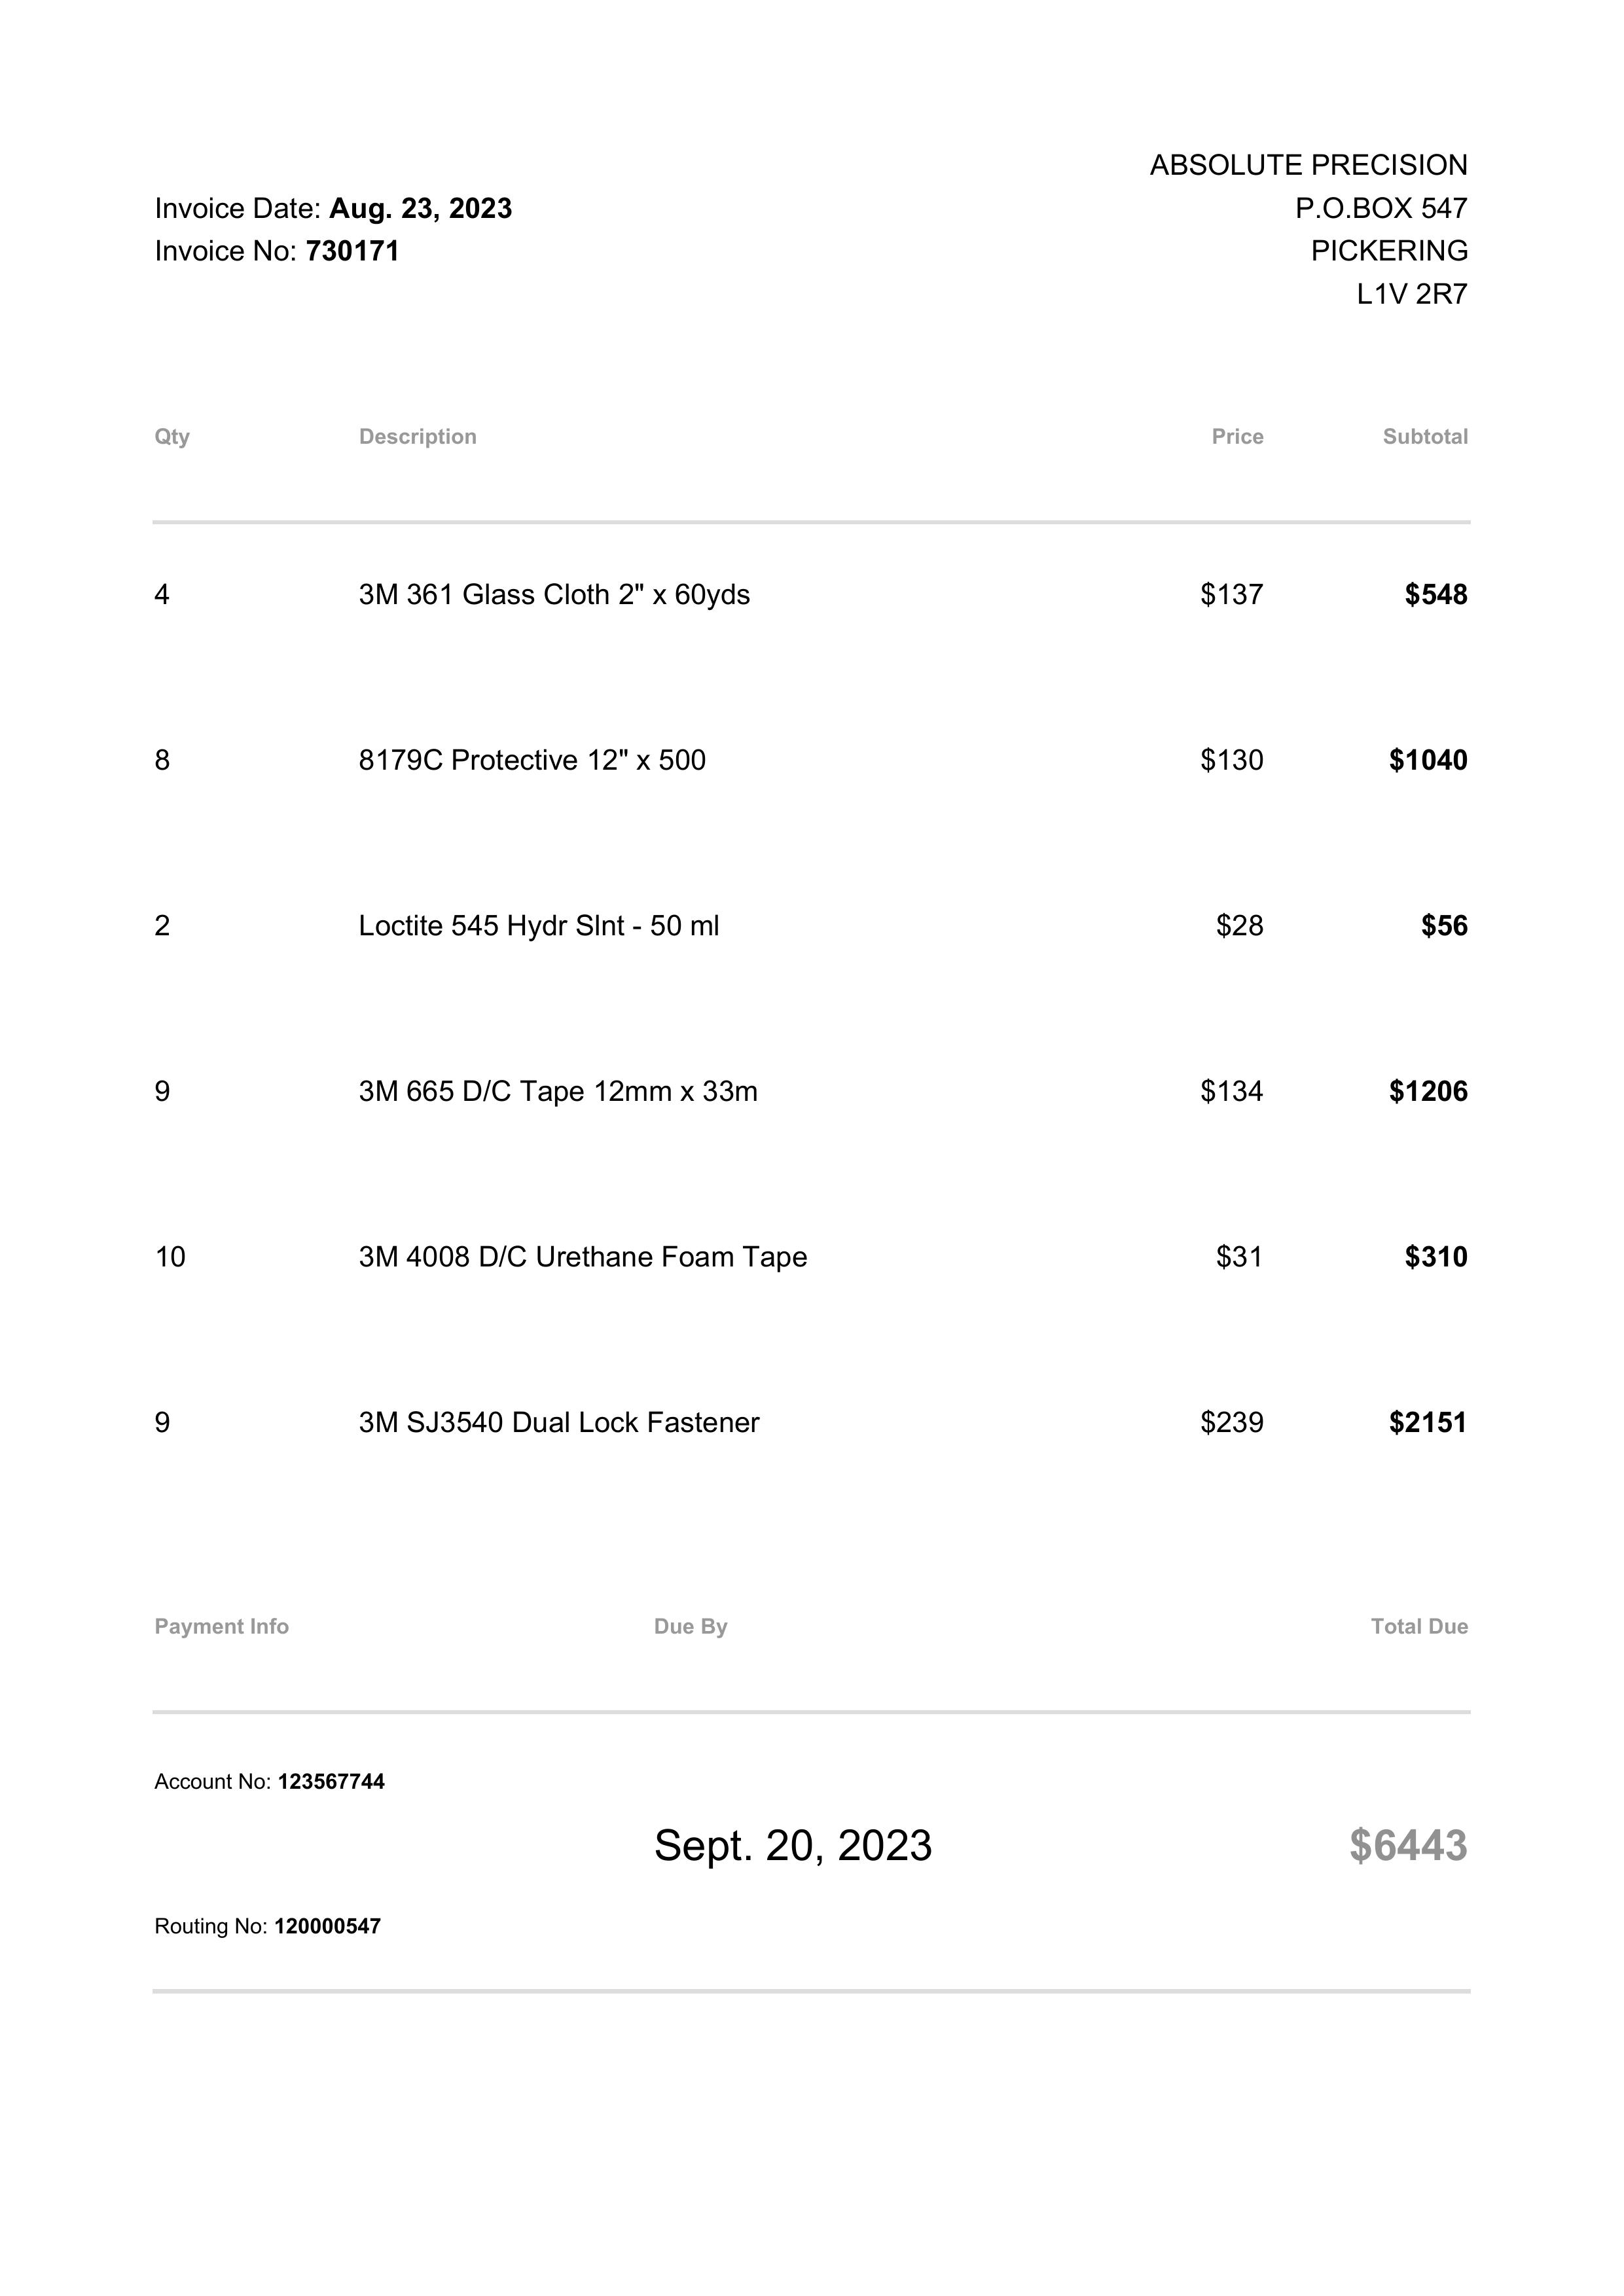 ABSOLUTE PRECISION
Invoice Date: Aug. 23, 2023 P.O.BOX 547
Invoice No: 730171 PICKERING
L1V 2R7
Qty Description Price Subtotal
4 3M 361 Glass Cloth 2" x 60yds $137 $548
8 8179C Protective 12" x 500 $130 $1040
2 Loctite 545 Hydr Slnt - 50 ml $28 $56
9 3M 665 D/C Tape 12mm x 33m $134 $1206
10 3M 4008 D/C Urethane Foam Tape $31 $310
9 3M SJ3540 Dual Lock Fastener $239 $2151
Payment Info Due By Total Due
Account No: 123567744
Sept. 20, 2023 $6443
Routing No: 120000547